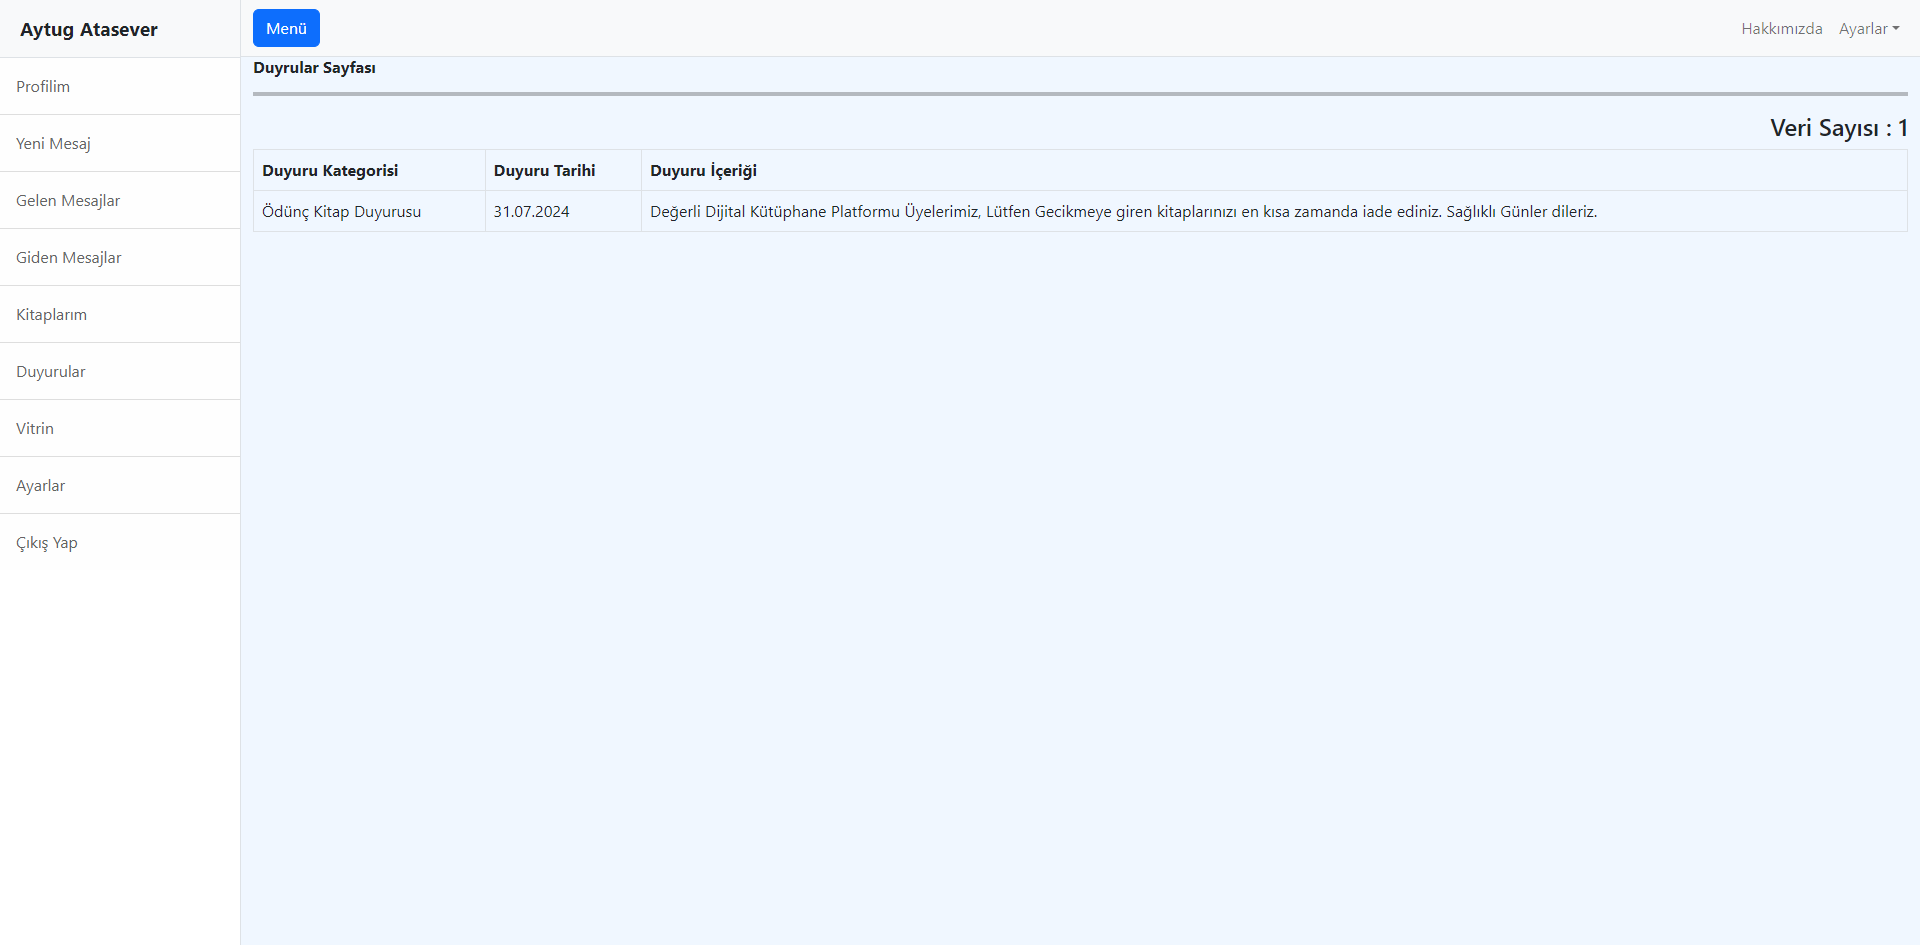 Aytug Atasever
Menü
Hakkımızda
Ayarlar
Profilim
Yeni Mesaj
Gelen Mesajlar
Giden Mesajlar
Kitaplarım
Duyurular
Vitrin
Ayarlar
Çıkış Yap
Duyrular Sayfası
Veri Sayısı : 1
Duyuru Kategorisi Duyuru Tarihi Duyuru İçeriği
Ödünç Kitap Duyurusu 31.07.2024 Değerli Dijital Kütüphane Platformu Üyelerimiz, Lütfen Gecikmeye giren kitaplarınızı en kısa zamanda iade ediniz. Sağlıklı Günler dileriz.